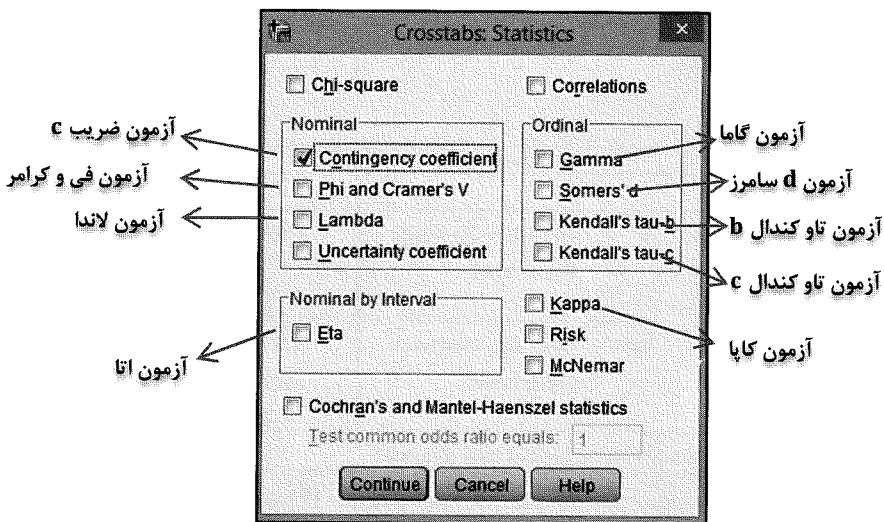 Crosstabs: Statistics
Chi-square
Correlations
Nominal
Contingency coefficient
Phi and Cramer's V
Lambda
Uncertainty coefficient
Ordinal
Gamma
Somers' d
Kendall's tau-b
Kendall's tau-c
Nominal by Interval
Eta
Kappa
Risk
McNemar
Cochran's and Mantel-Haenszel statistics
Test common odds ratio equals: 1
Continue
Cancel
Help
آزمون ضریب c
آزمون فی و کرامر
آزمون لاندا
آزمون اتا
آزمون گاما
آزمون d سامرز
آزمون تاو کندال b
آزمون تاو کندال c
آزمون کاپا